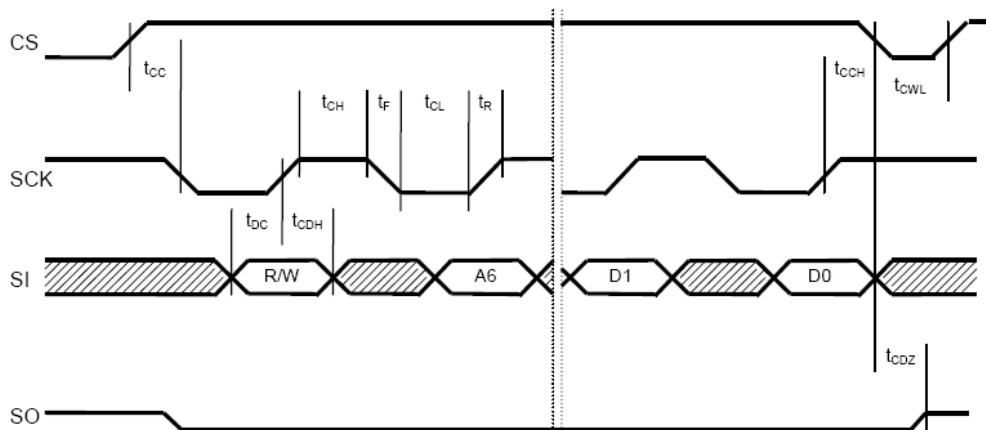 CS
tCC
tCCH
tCWL
tCH
tF
tCL
tR
SCK
tDC
tCDH
SI
R/W
A6
D1
D0
tCDZ
SO